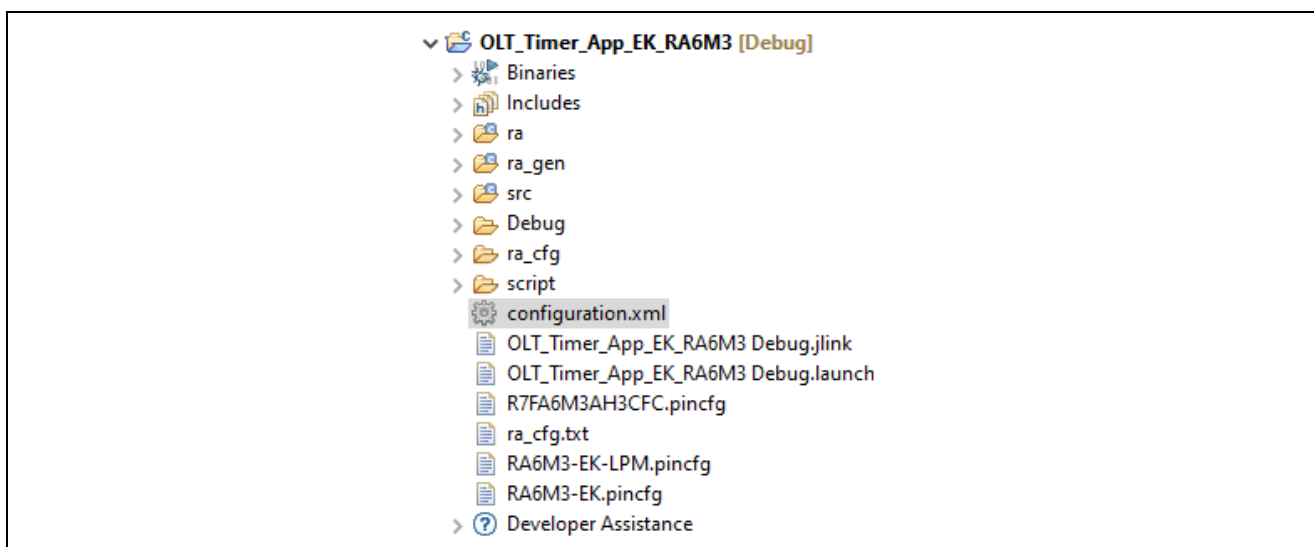 OLT_Timer_App_EK_RA6M3 [Debug]
Binaries
Includes
ra
ra_gen
src
Debug
ra_cfg
script
configuration.xml
OLT_Timer_App_EK_RA6M3 Debug.jlink
OLT_Timer_App_EK_RA6M3 Debug.launch
R7FA6M3AH3CFC.pincfg
ra_cfg.txt
RA6M3-EK-LPM.pincfg
RA6M3-EK.pincfg
Developer Assistance